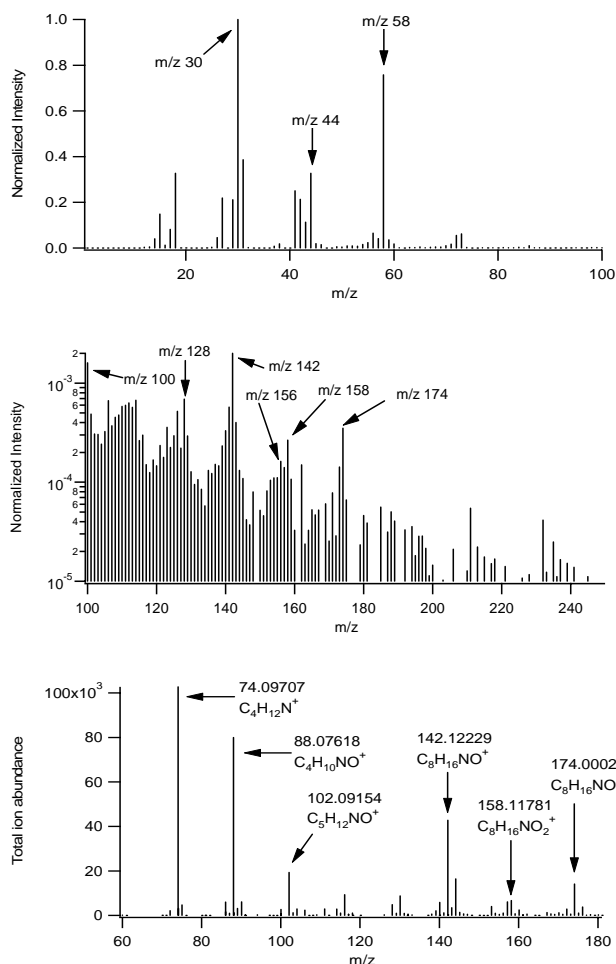 Normalized Intensity
1.0
0.8
0.6
0.4
0.2
0.0
m/z 30
m/z 44
m/z 58
20
40
60
80
100
m/z
Normalized Intensity
2
10-3
8
6
4
2
10-4
8
6
4
2
10-5
m/z 100
m/z 128
m/z 142
m/z 156
m/z 158
m/z 174
100
120
140
160
180
200
220
240
m/z
Total ion abundance
100x10³
80
60
40
20
0
74.09707
C₄H₁₂N⁺
88.07618
C₄H₁₀NO⁺
102.09154
C₅H₁₂NO⁺
142.12229
C₈H₁₆NO⁺
158.11781
C₈H₁₆NO₂⁺
174.0002
C₈H₁₆NO
60
80
100
120
140
160
180
m/z